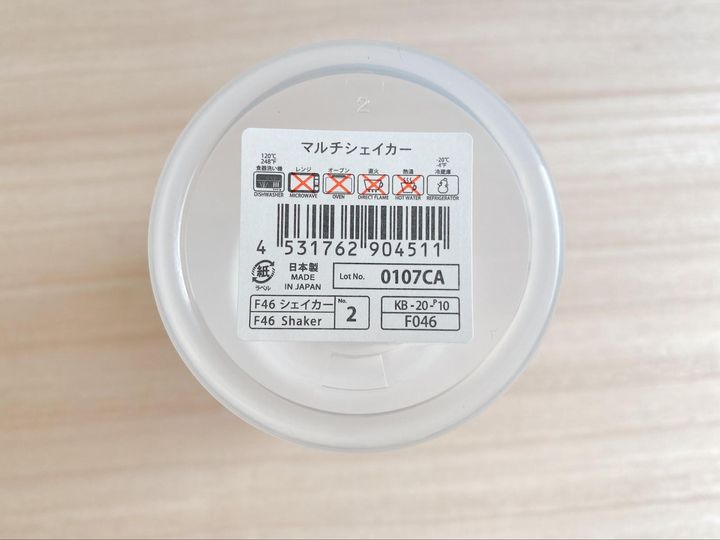 2
マルチシェイカー
120℃
248°F
食器洗い機
DISHWASHER
レンジ
MICROWAVE
オーブン
OVEN
直火
DIRECT FLAME
熱湯
HOT WATER
-20℃
-4°F
冷蔵庫
REFRIGERATOR
4 531762 904511
紙
ラベル
日本製
MADE
IN JAPAN
Lot No. 0107CA
F46 シェイカー
F46 Shaker
No. 2
KB-20-P10
F046